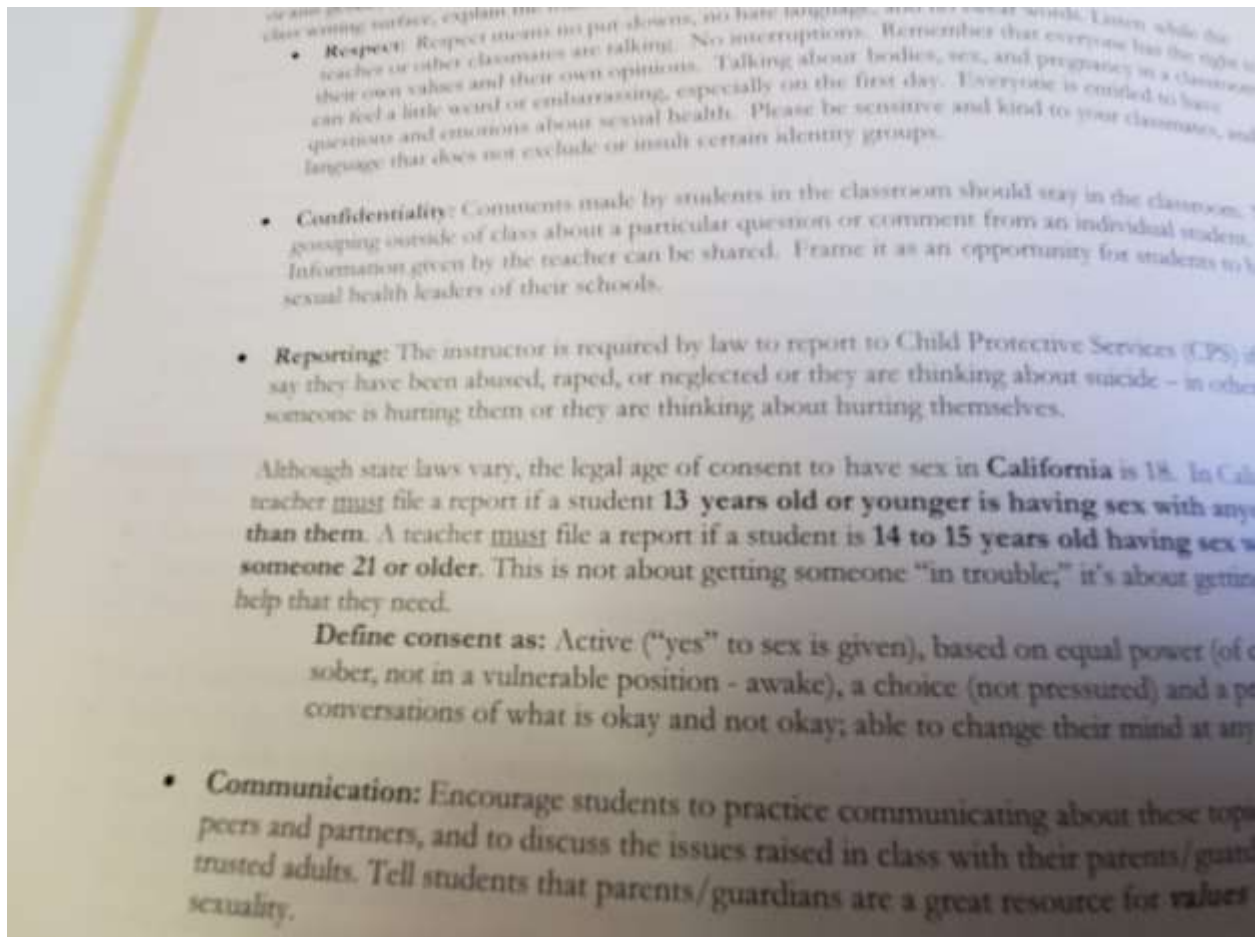 class writing surface, explain the
• Respect: Respect means no put downs, no hate language, and no swear words. Listen while the
teacher or other classmates are talking. No interruptions. Remember that everyone has the right to
their own values and their own opinions. Talking about bodies, sex, and pregnancy in a classroom
can feel a little weird or embarrassing, especially on the first day. Everyone is entitled to have
questions and emotions about sexual health. Please be sensitive and kind to your classmates, and
language that does not exclude or insult certain identity groups.
• Confidentiality: Comments made by students in the classroom should stay in the classroom.
gossiping outside of class about a particular question or comment from an individual student.
Information given by the teacher can be shared. Frame it as an opportunity for students to
sexual health leaders of their schools.
• Reporting: The instructor is required by law to report to Child Protective Services (CPS)
say they have been abused, raped, or neglected or they are thinking about suicide – in other
someone is hurting them or they are thinking about hurting themselves.
Although state laws vary, the legal age of consent to have sex in California is 18. In
teacher must file a report if a student 13 years old or younger is having sex with
than them. A teacher must file a report if a student is 14 to 15 years old having sex
someone 21 or older. This is not about getting someone “in trouble;” it’s about
help that they need.
Define consent as: Active (“yes” to sex is given), based on equal power (of
sober, not in a vulnerable position - awake), a choice (not pressured) and a
conversations of what is okay and not okay; able to change their mind at
• Communication: Encourage students to practice communicating about these
peers and partners, and to discuss the issues raised in class with their parents/
trusted adults. Tell students that parents/guardians are a great resource for values
sexuality.